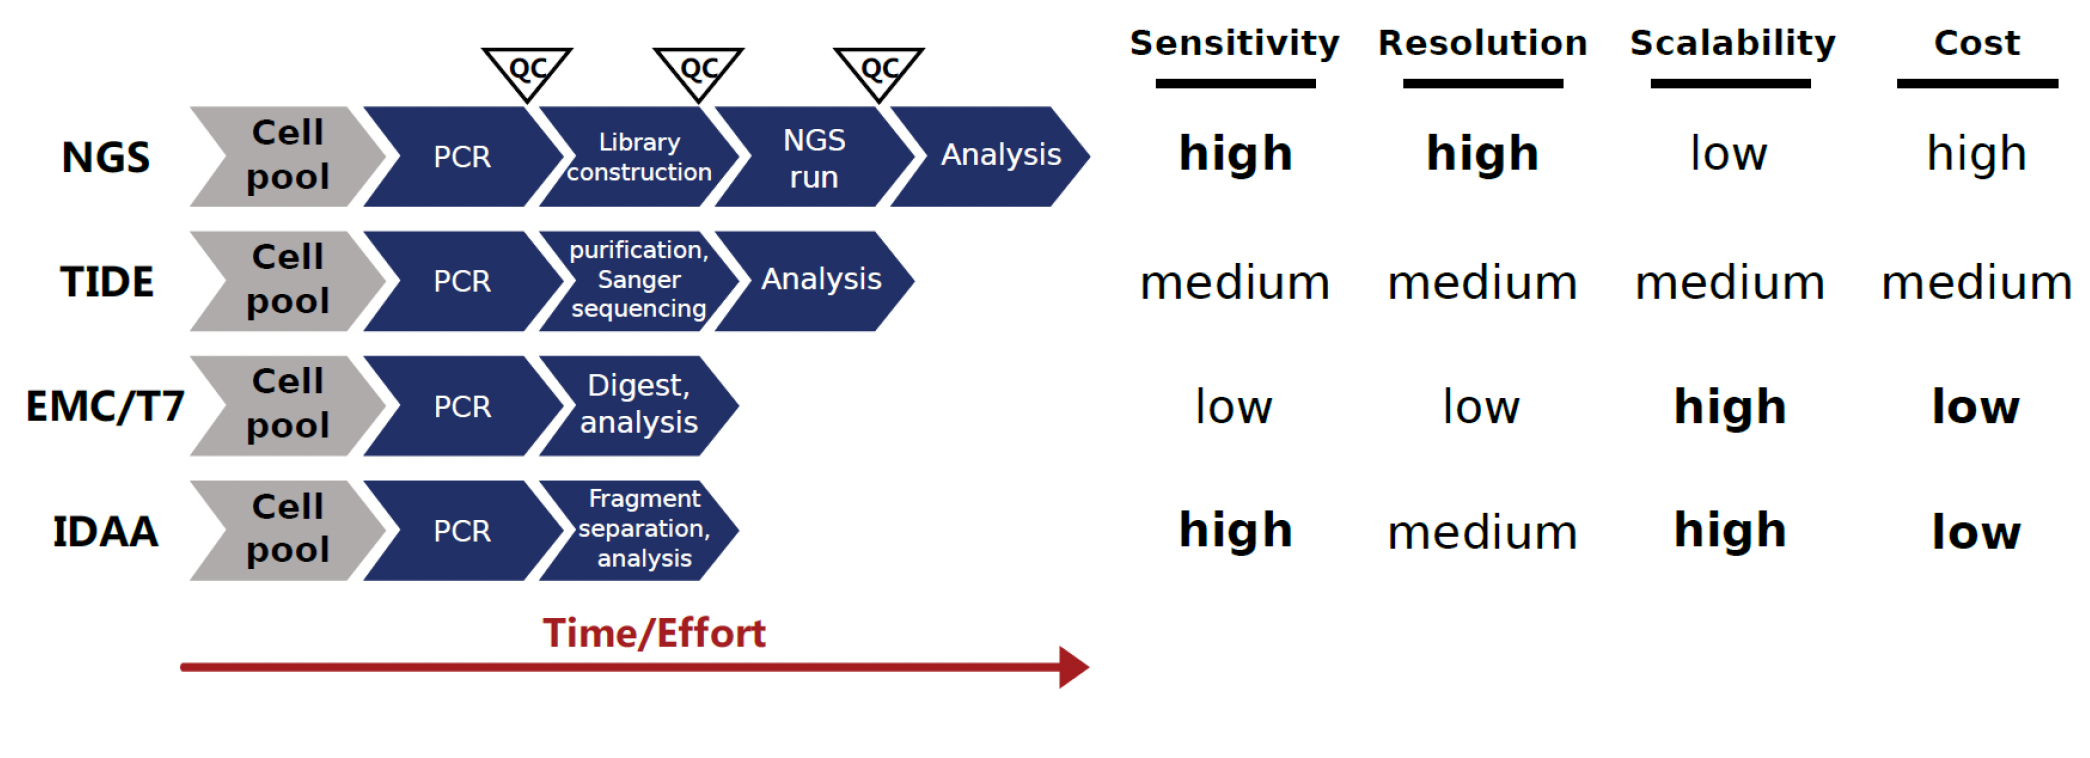 Sensitivity Resolution Scalability Cost
QC QC QC
NGS
Cell
pool
PCR
Library
construction
NGS
run
Analysis
high high low high
TIDE
Cell
pool
PCR
purification,
Sanger
sequencing
Analysis
medium medium medium medium
EMC/T7
Cell
pool
PCR
Digest,
analysis
low low high low
IDAA
Cell
pool
PCR
Fragment
separation,
analysis
high medium high low
Time/Effort